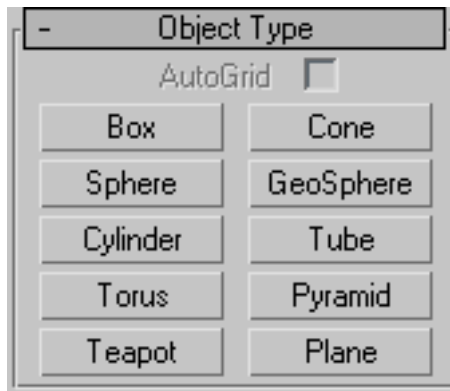 - Object Type
AutoGrid
Box Cone
Sphere GeoSphere
Cylinder Tube
Torus Pyramid
Teapot Plane